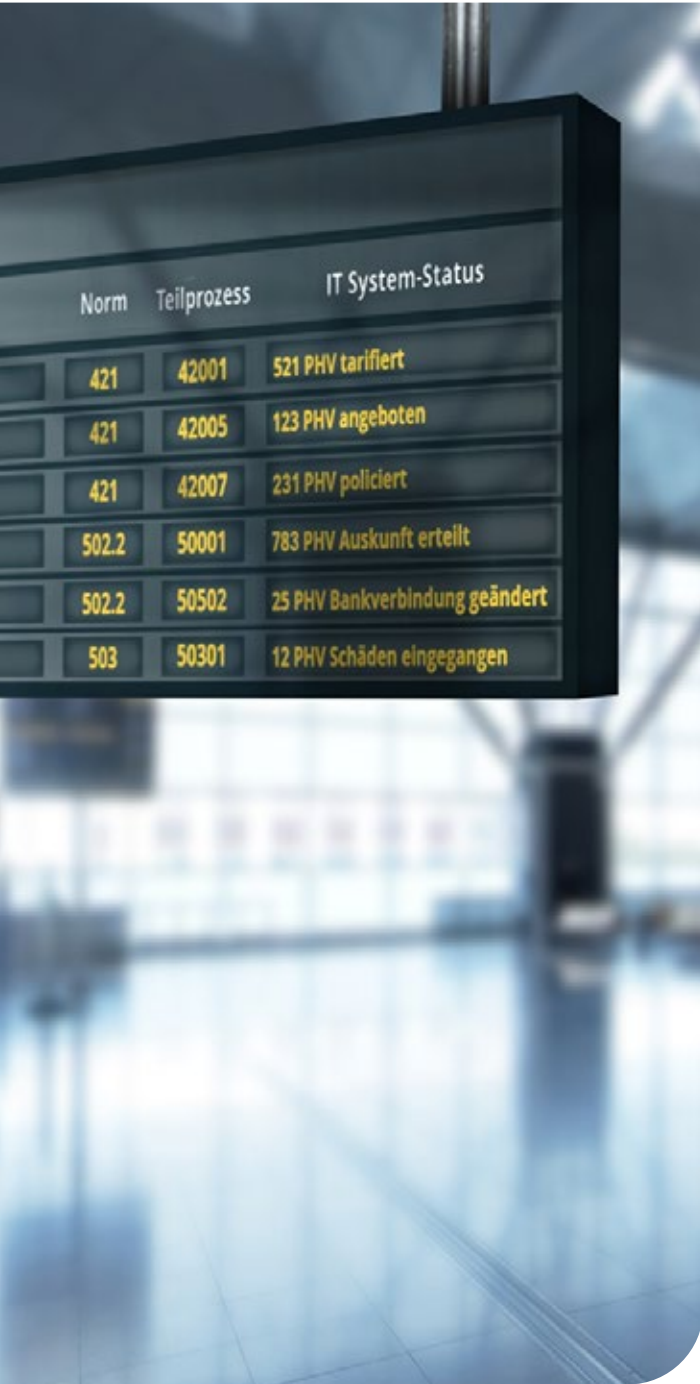 Norm Teilprozess IT System-Status
421 42001 521 PHV tarifiert
421 42005 123 PHV angeboten
421 42007 231 PHV policiert
502.2 50001 783 PHV Auskunft erteilt
502.2 50502 25 PHV Bankverbindung geändert
503 50301 12 PHV Schäden eingegangen